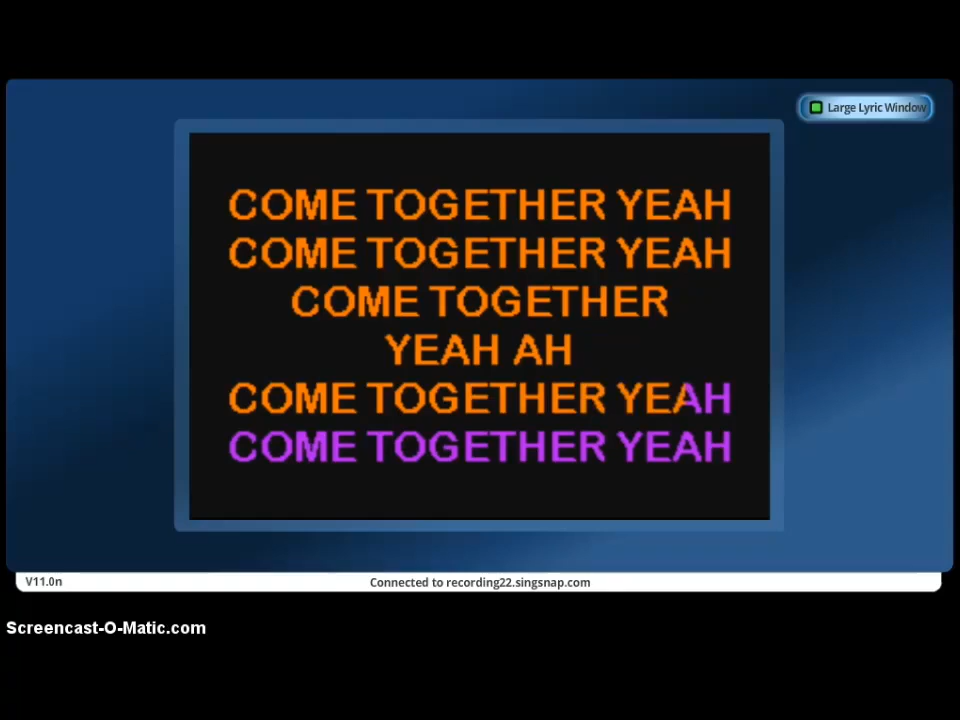 Large Lyric Window
COME TOGETHER YEAH
COME TOGETHER YEAH
COME TOGETHER
YEAH AH
COME TOGETHER YEAH
COME TOGETHER YEAH
V11.0n
Connected to recording22.singsnap.com
Screencast-O-Matic.com